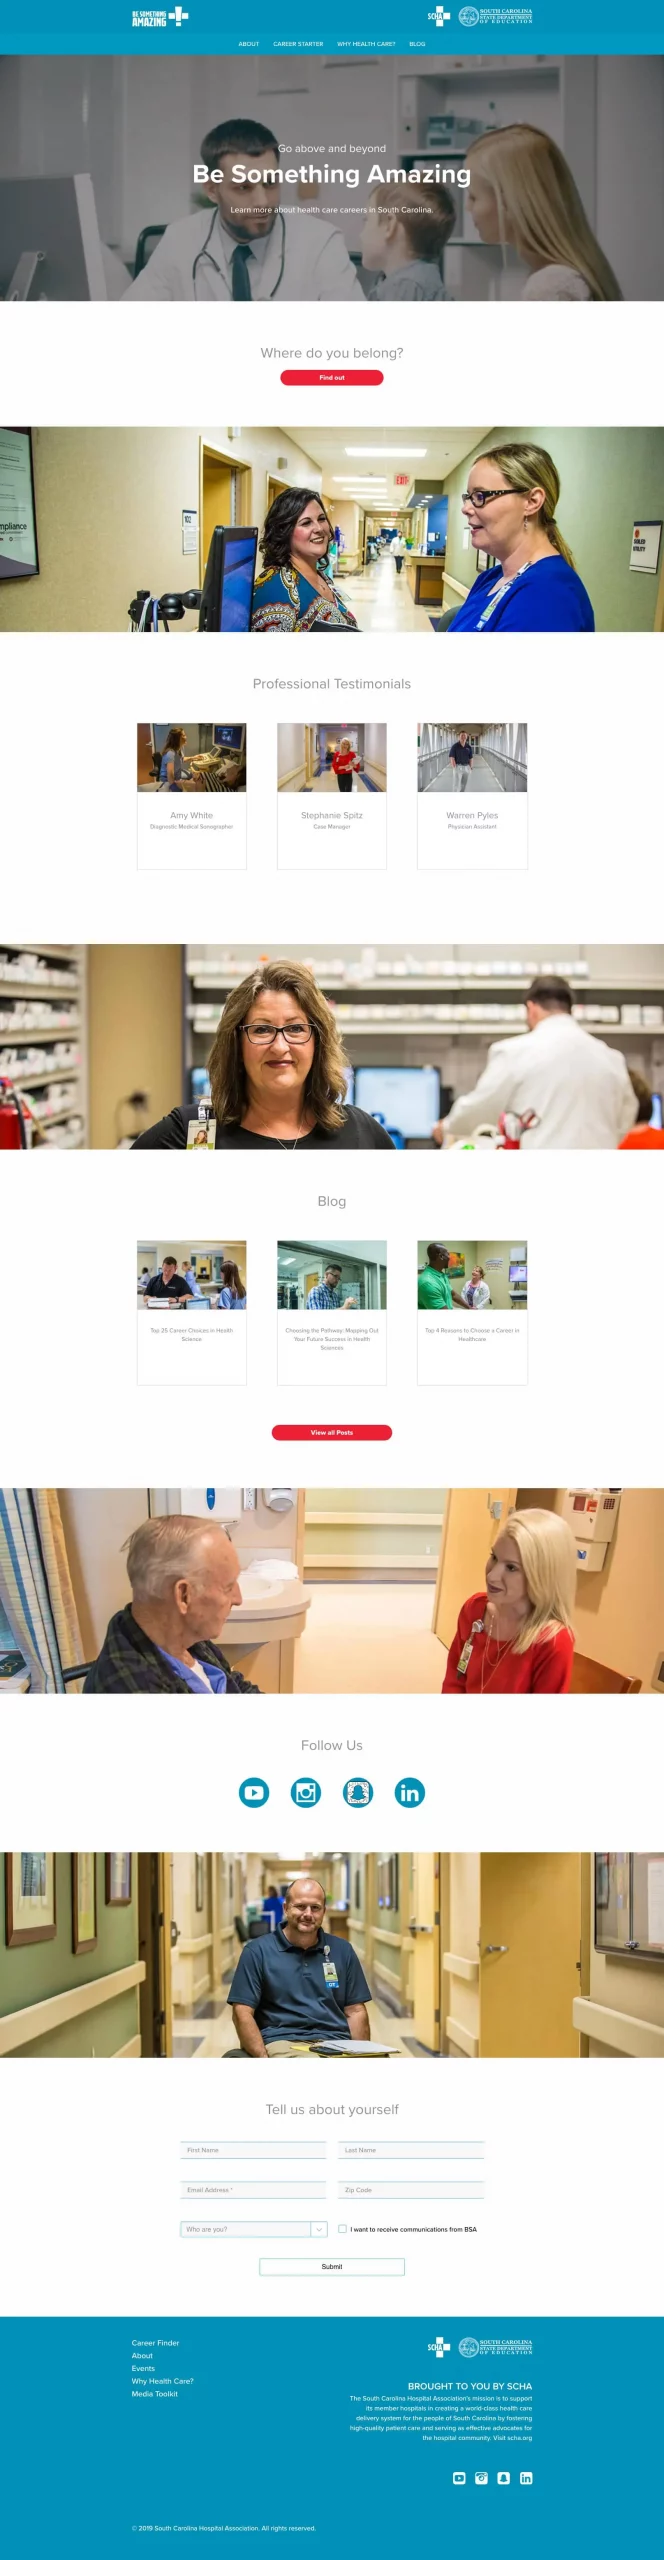 BE SOMETHING
AMAZING
SCHA
SOUTH CAROLINA
STATE DEPARTMENT
OF EDUCATION
ABOUT
CAREER STARTER
WHY HEALTH CARE?
BLOG
Go above and beyond
Be Something Amazing
Learn more about health care careers in South Carolina.
Where do you belong?
Find out
mpliance
102
EXIT
SOILED
UTILITY
Professional Testimonials
Amy White
Diagnostic Medical Sonographer
Stephanie Spitz
Case Manager
Warren Pyles
Physician Assistant
Blog
Top 25 Career Choices in Health
Science
Choosing the Pathway: Mapping Out
Your Future Success in Health
Sciences
Top 4 Reasons to Choose a Career in
Healthcare
View all Posts
Follow Us
in
OT
Tell us about yourself
First Name
Last Name
Email Address *
Zip Code
Who are you?
I want to receive communications from BSA
Submit
Career Finder
About
Events
Why Health Care?
Media Toolkit
SCHA
SOUTH CAROLINA
STATE DEPARTMENT
OF EDUCATION
BROUGHT TO YOU BY SCHA
The South Carolina Hospital Association's mission is to support
its member hospitals in creating a world-class health care
delivery system for the people of South Carolina by fostering
high-quality patient care and serving as effective advocates for
the hospital community. Visit scha.org
in
© 2019 South Carolina Hospital Association. All rights reserved.